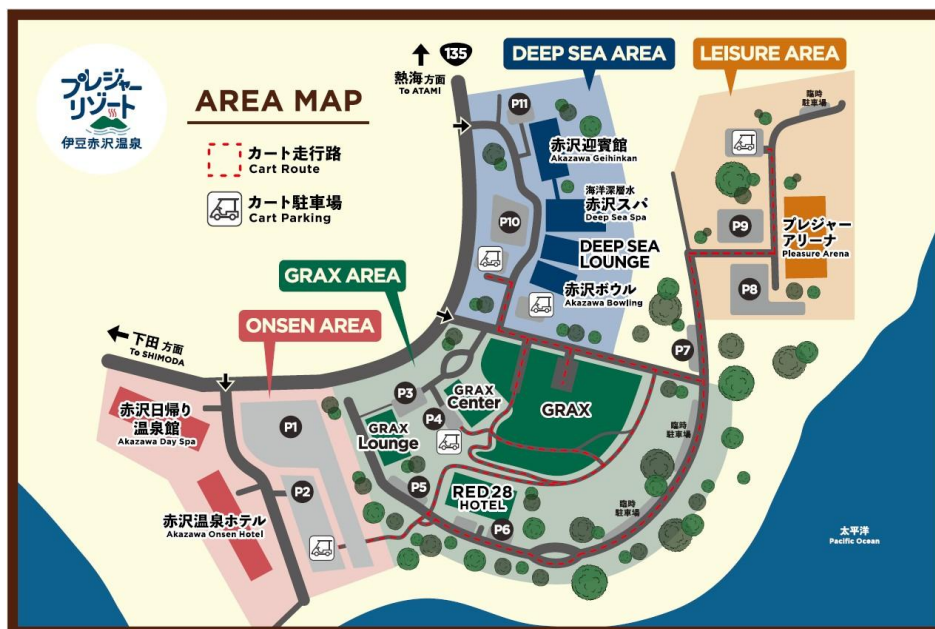 プレジャー
リゾート
伊豆赤沢温泉
AREA MAP
カート走行路
Cart Route
カート駐車場
Cart Parking
135
熱海方面
To ATAMI
DEEP SEA AREA
LEISURE AREA
P11
赤沢迎賓館
Akazawa Geihinkan
海洋深層水
赤沢スパ
Deep Sea Spa
P10
DEEP SEA
LOUNGE
赤沢ボウル
Akazawa Bowling
臨時
駐車場
P9
プレジャー
アリーナ
Pleasure Arena
P8
P7
GRAX AREA
ONSEN AREA
下田方面
To SHIMODA
赤沢日帰り
温泉館
Akazawa Day Spa
P1
P2
赤沢温泉ホテル
Akazawa Onsen Hotel
P3
GRAX
Lounge
P4
GRAX
Center
GRAX
P5
RED28
HOTEL
P6
臨時
駐車場
臨時
駐車場
太平洋
Pacific Ocean